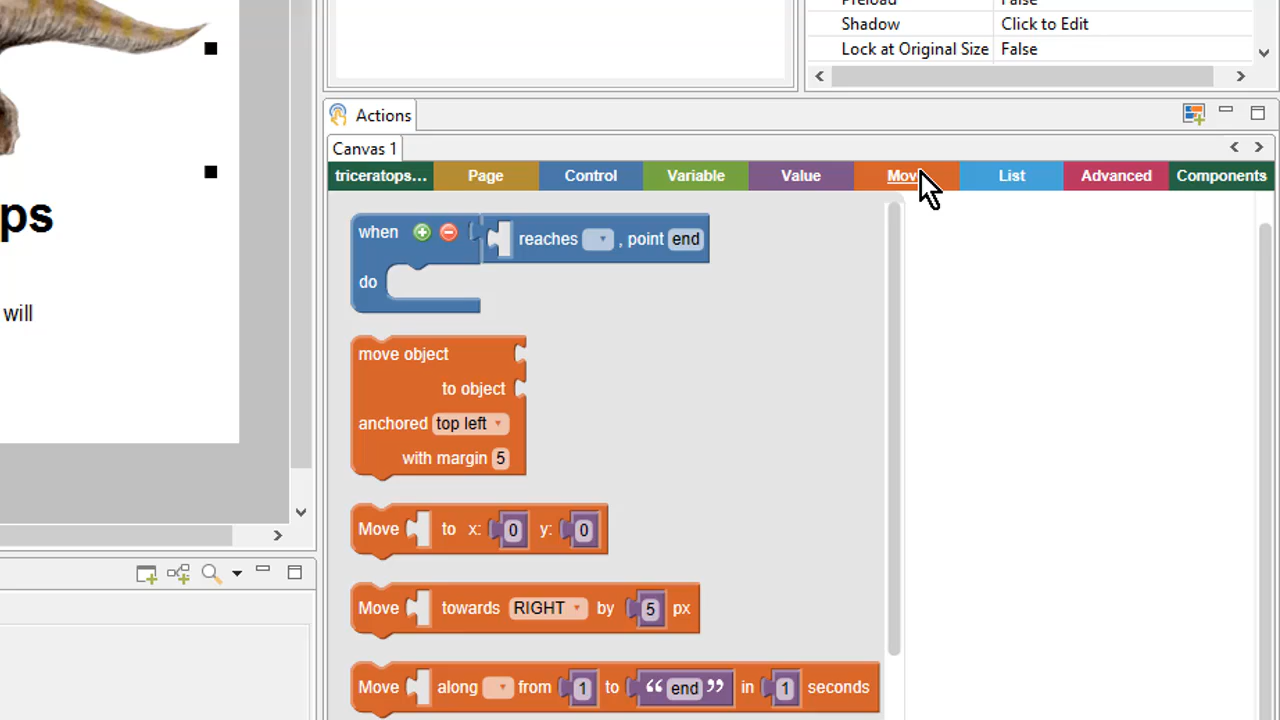 Preload False
Shadow Click to Edit
Lock at Original Size False
Actions
Canvas 1
triceratops... Page Control Variable Value Move List Advanced Components
when reaches , point end
do
move object
to object
anchored top left
with margin 5
Move to x: 0 y: 0
Move towards RIGHT by 5 px
Move along from 1 to “end” in 1 seconds
ps
will